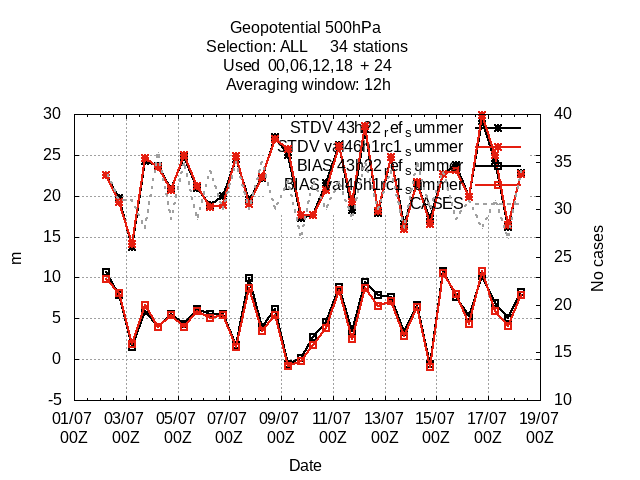 Geopotential 500hPa
Selection: ALL 34 stations
Used 00,06,12,18 + 24
Averaging window: 12h
30
25
20
15
10
5
0
-5
m
40
35
30
25
20
15
10
No cases
STDV 43h22_ref_summer
STDV val46h1rc1_summer
BIAS 43h22_ref_summer
BIAS val46h1rc1_summer
CASES
01/07 03/07 05/07 07/07 09/07 11/07 13/07 15/07 17/07 19/07
00Z 00Z 00Z 00Z 00Z 00Z 00Z 00Z 00Z 00Z
Date